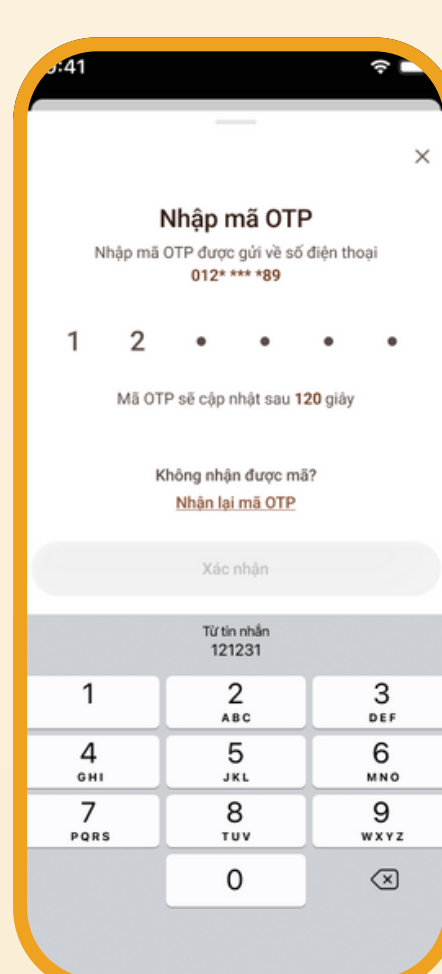 9:41
Nhập mã OTP
Nhập mã OTP được gửi về số điện thoại
012* *** *89
1 2 • • • •
Mã OTP sẽ cập nhật sau 120 giây
Không nhận được mã?
Nhận lại mã OTP
Xác nhận
Từ tin nhắn
121231
1 2 3
ABC DEF
4 5 6
GHI JKL MNO
7 8 9
PQRS TUV WXYZ
0